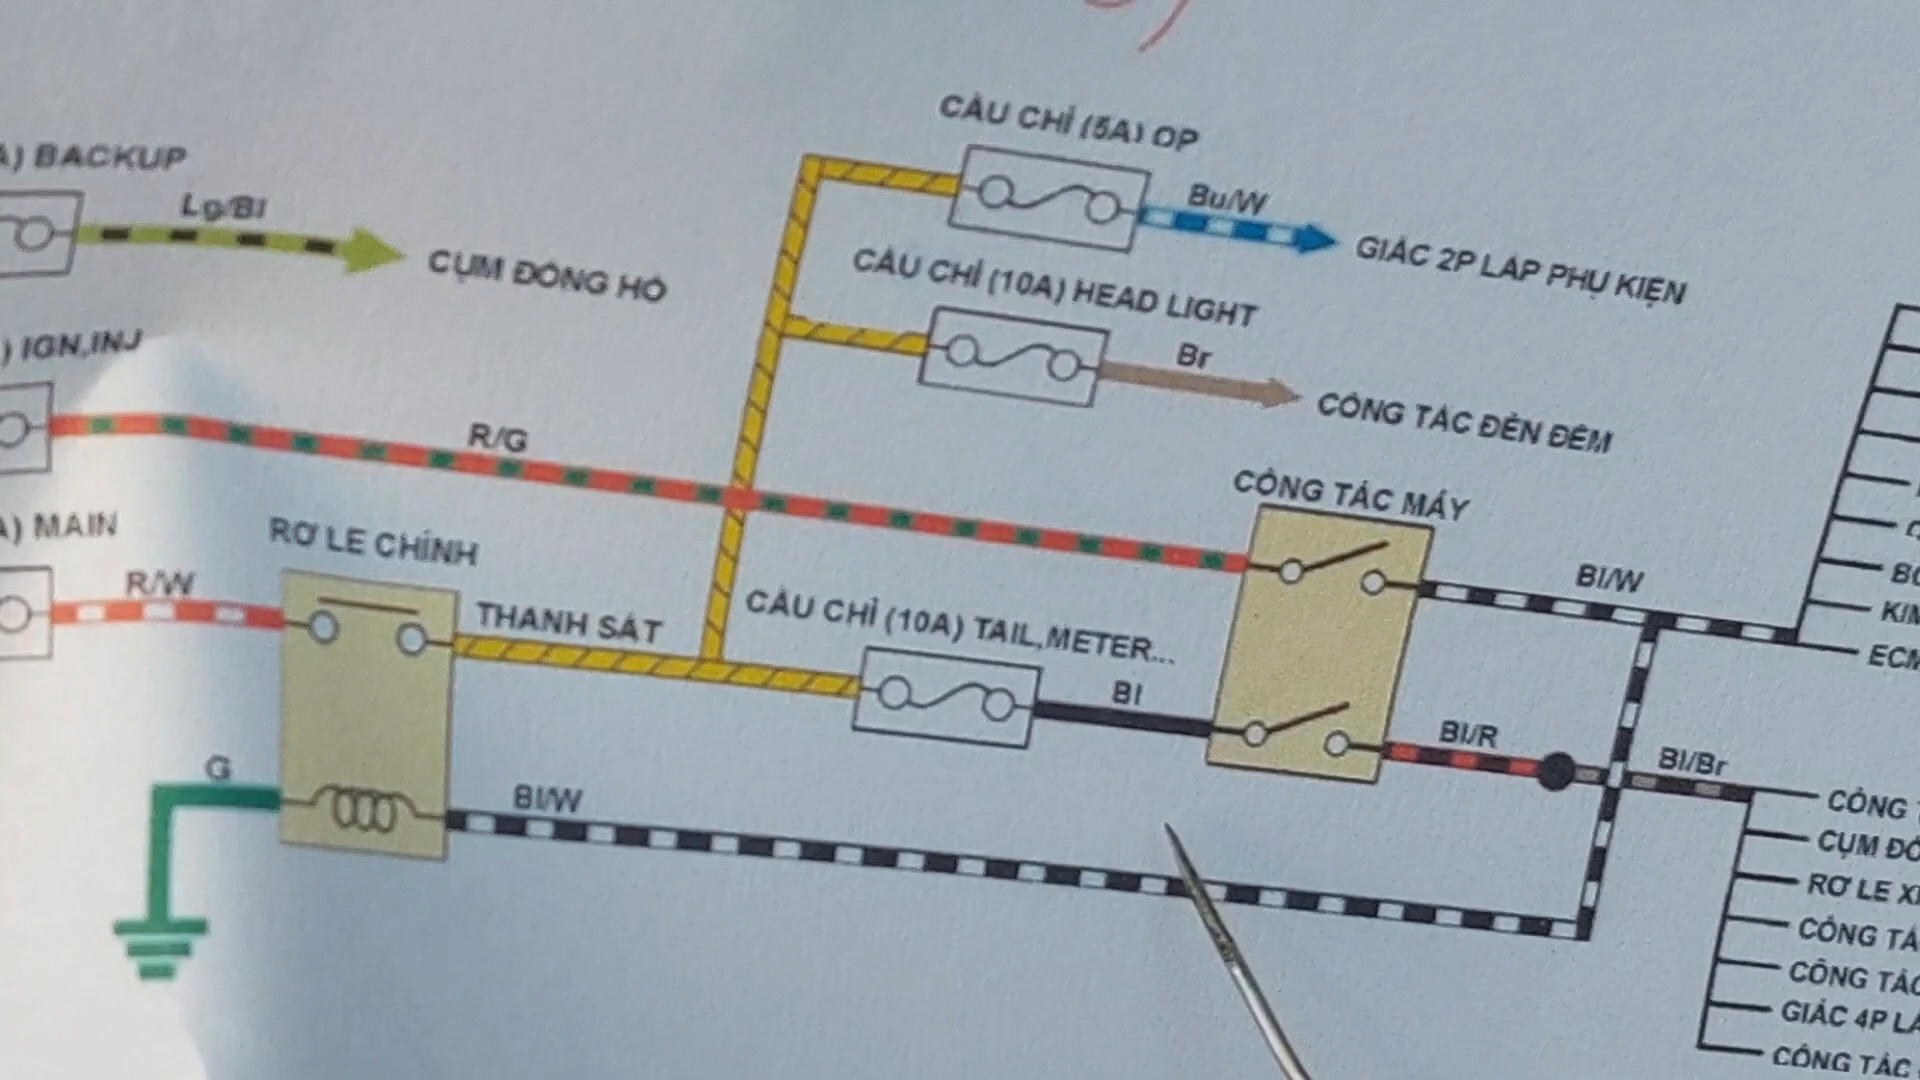 CẦU CHÌ (5A) OP
A) BACKUP
Bu/W
Lg/Bl
GIẮC 2P LẮP PHỤ KIỆN
CỤM ĐỒNG HỒ
CẦU CHÌ (10A) HEAD LIGHT
) IGN,INJ
Br
CÔNG TẮC ĐÈN ĐÊM
R/G
CÔNG TẮC MÁY
A) MAIN
RƠ LE CHÍNH
R/W
Bl/W
THANH SẮT
CẦU CHÌ (10A) TAIL,METER...
KIM
ECM
Bl
Bl/R
Bl/Br
G
Bl/W
CÔNG
CỤM ĐỒ
RƠ LE
CÔNG TẮ
CÔNG TẮC
GIẮC 4P LẮ
CÔNG TẮC